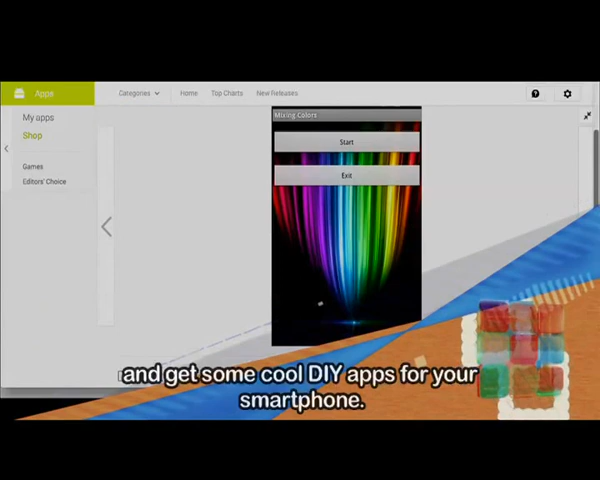 Apps
Categories
Home
Top Charts
New Releases
My apps
Shop
Games
Editors' Choice
Mixing Colors
Start
Exit
and get some cool DIY apps for your
smartphone.